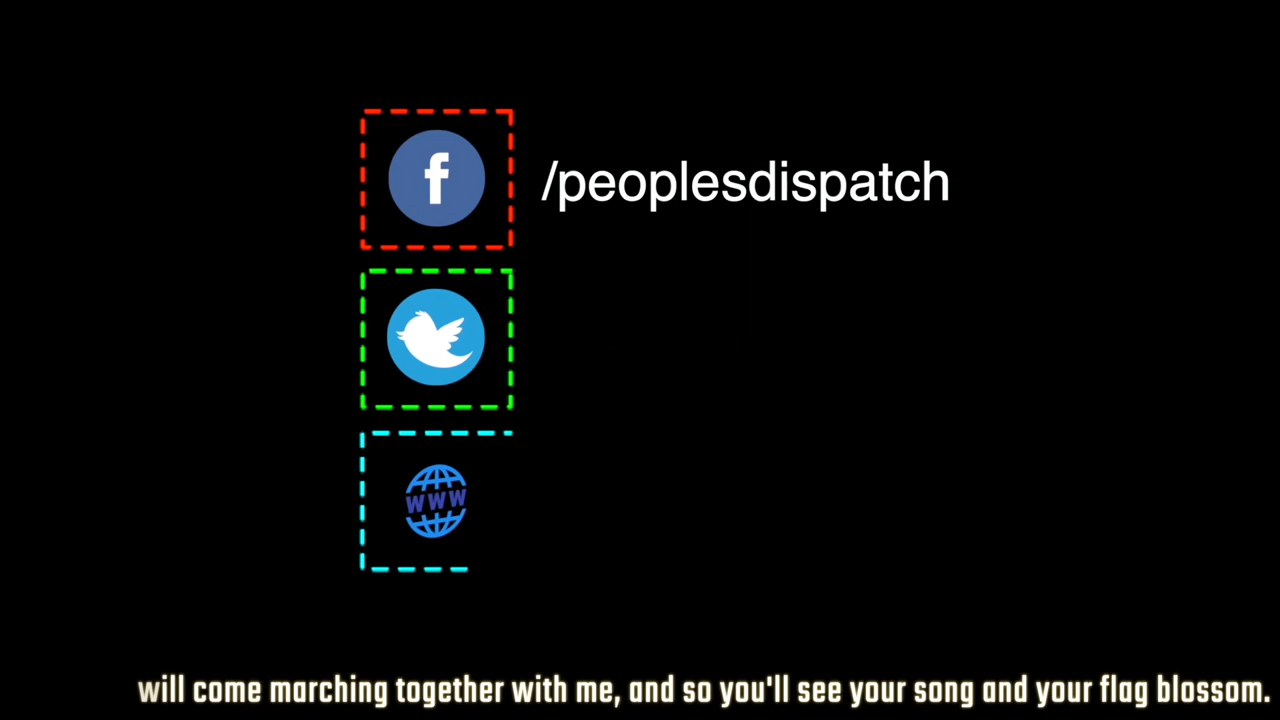 f
/peoplesdispatch
WWW
will come marching together with me, and so you'll see your song and your flag blossom.